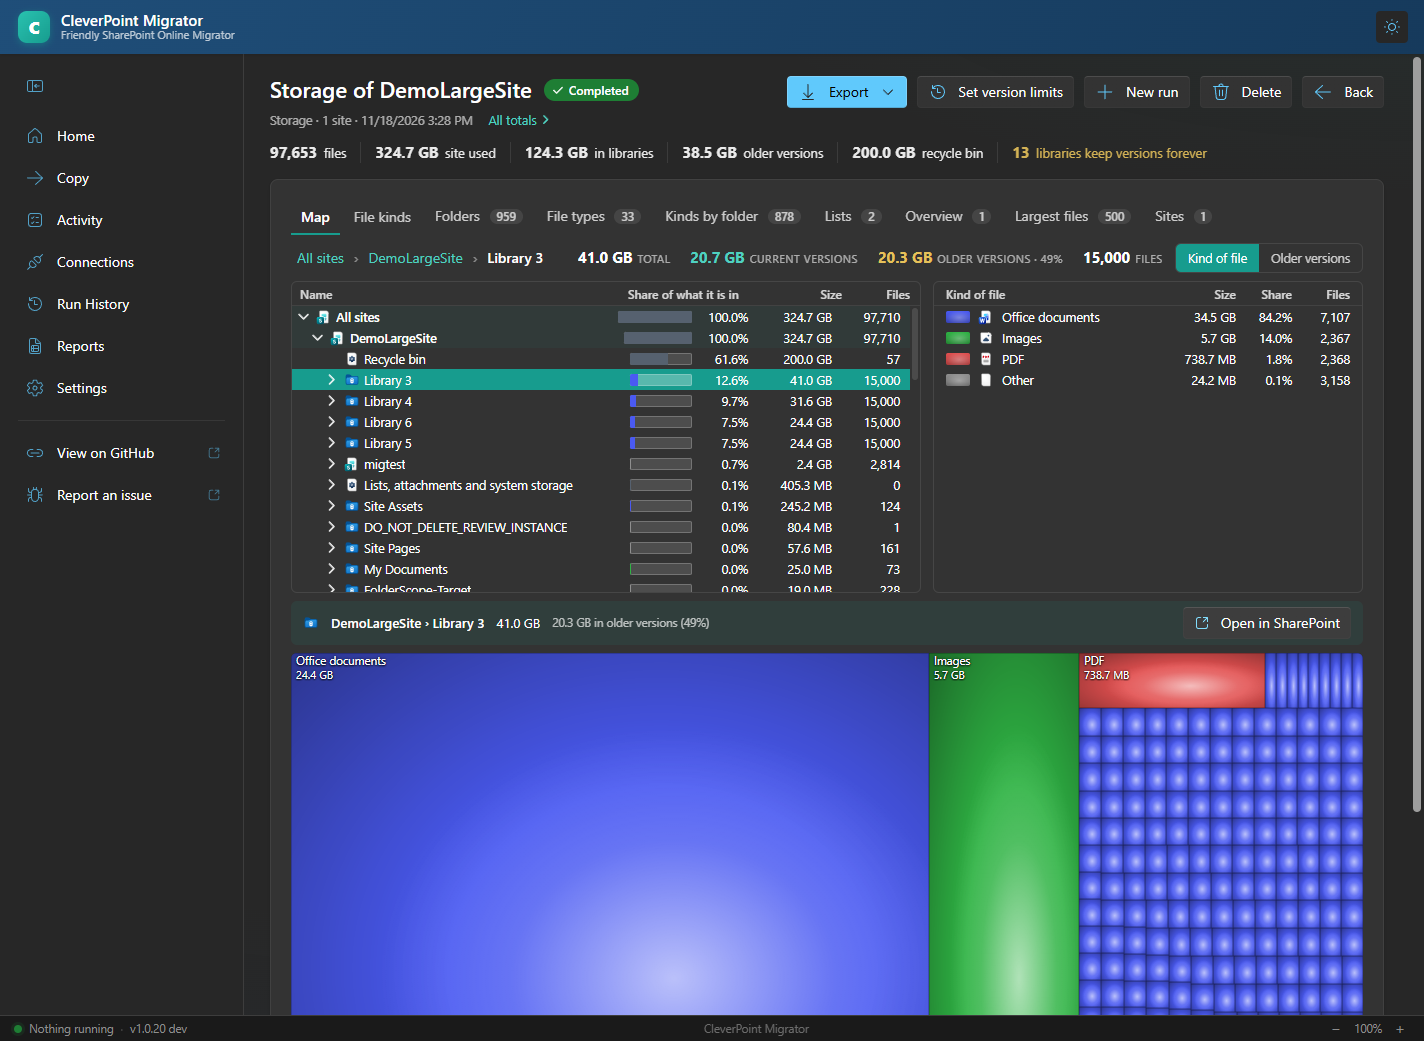 CleverPoint Migrator
Friendly SharePoint Online Migrator
Home
Copy
Activity
Connections
Run History
Reports
Settings
View on GitHub
Report an issue
Storage of DemoLargeSite
Completed
Export
Set version limits
New run
Delete
Back
Storage · 1 site · 11/18/2026 3:28 PM All totals
97,653 files 324.7 GB site used 124.3 GB in libraries 38.5 GB older versions 200.0 GB recycle bin 13 libraries keep versions forever
Map File kinds Folders 959 File types 33 Kinds by folder 878 Lists 2 Overview 1 Largest files 500 Sites 1
All sites › DemoLargeSite › Library 3 41.0 GB TOTAL 20.7 GB CURRENT VERSIONS 20.3 GB OLDER VERSIONS · 49% 15,000 FILES Kind of file Older versions
Name Share of what it is in Size Files
All sites 100.0% 324.7 GB 97,710
DemoLargeSite 100.0% 324.7 GB 97,710
Recycle bin 61.6% 200.0 GB 57
Library 3 12.6% 41.0 GB 15,000
Library 4 9.7% 31.6 GB 15,000
Library 6 7.5% 24.4 GB 15,000
Library 5 7.5% 24.4 GB 15,000
migtest 0.7% 2.4 GB 2,814
Lists, attachments and system storage 0.1% 405.3 MB 0
Site Assets 0.1% 245.2 MB 124
DO_NOT_DELETE_REVIEW_INSTANCE 0.0% 80.4 MB 1
Site Pages 0.0% 57.6 MB 161
My Documents 0.0% 25.0 MB 73
FolderScope-Target 0.0% 19.0 MB 228
Kind of file Size Share Files
Office documents 34.5 GB 84.2% 7,107
Images 5.7 GB 14.0% 2,367
PDF 738.7 MB 1.8% 2,368
Other 24.2 MB 0.1% 3,158
DemoLargeSite › Library 3 41.0 GB 20.3 GB in older versions (49%)
Open in SharePoint
Office documents
24.4 GB
Images
5.7 GB
PDF
738.7 MB
Nothing running · v1.0.20 dev
CleverPoint Migrator
− 100% +